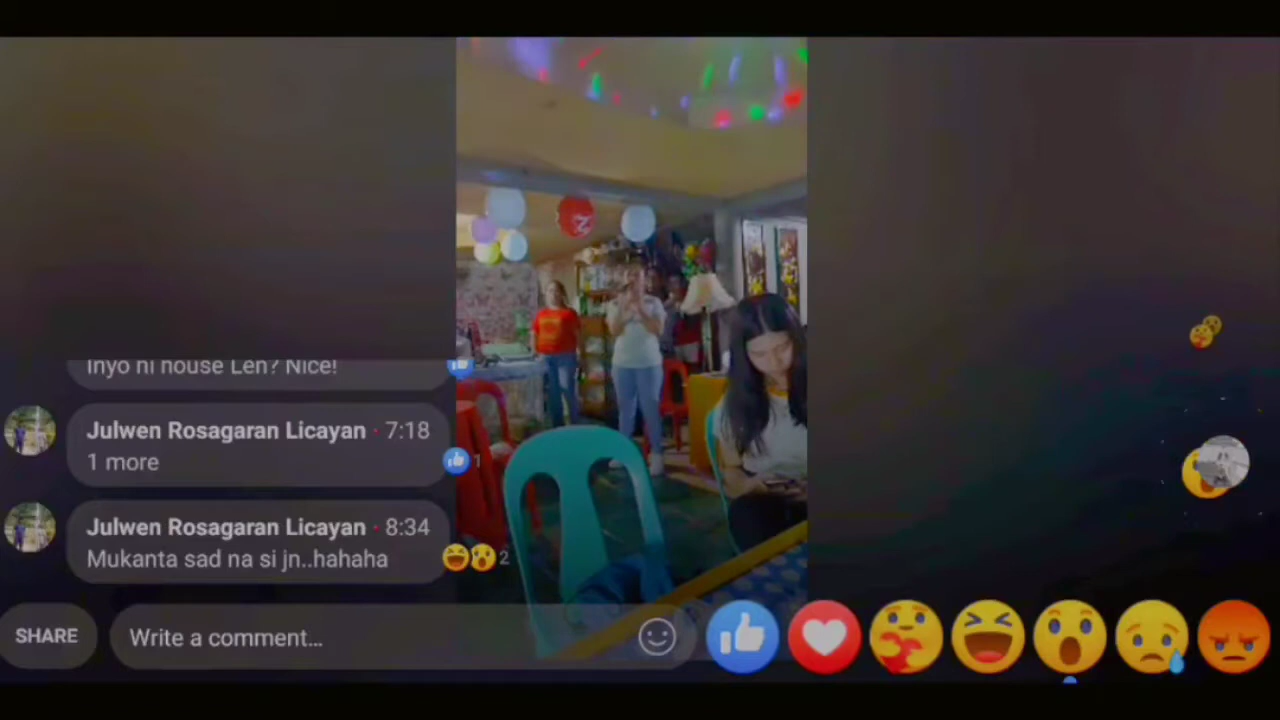 Inyo ni house Len? Nice!
Julwen Rosagaran Licayan · 7:18
1 more
1
Julwen Rosagaran Licayan · 8:34
Mukanta sad na si jn..hahaha
2
SHARE
Write a comment...